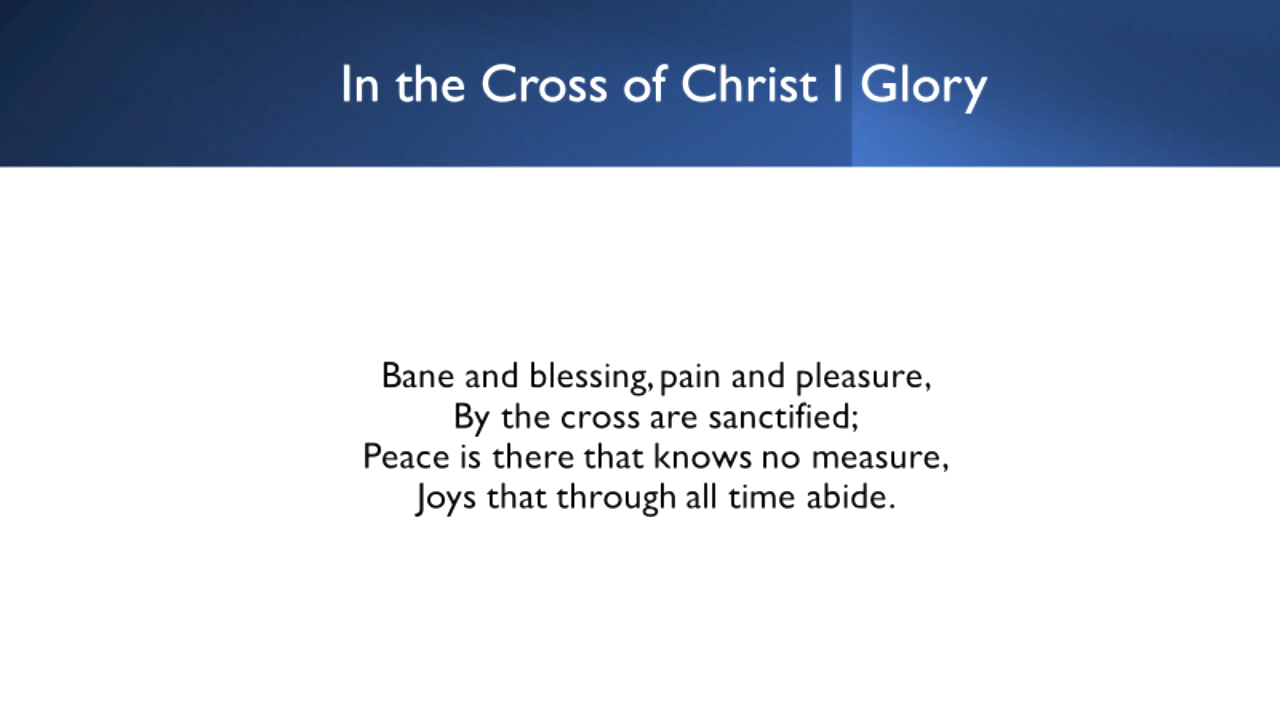 In the Cross of Christ I Glory
Bane and blessing, pain and pleasure,
By the cross are sanctified;
Peace is there that knows no measure,
Joys that through all time abide.